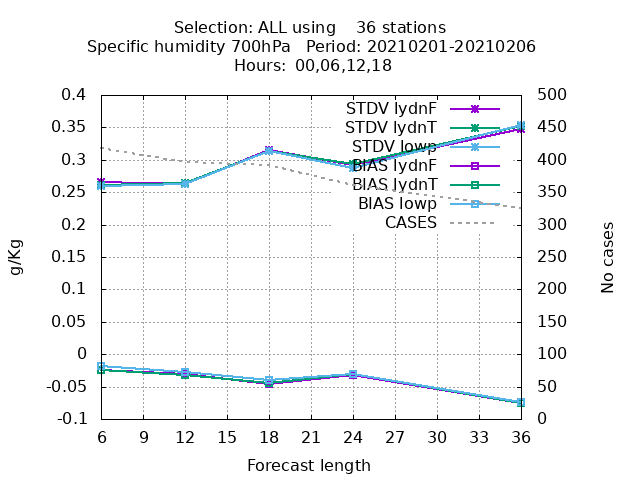 Selection: ALL using    36 stations
Specific humidity 700hPa   Period: 20210201-20210206
Hours: 00,06,12,18
g/Kg
No cases
0.4
0.35
0.3
0.25
0.2
0.15
0.1
0.05
0
-0.05
-0.1
500
450
400
350
300
250
200
150
100
50
0
STDV lydnF
STDV lydnT
STDV lowp
BIAS lydnF
BIAS lydnT
BIAS lowp
CASES
6 9 12 15 18 21 24 27 30 33 36
Forecast length